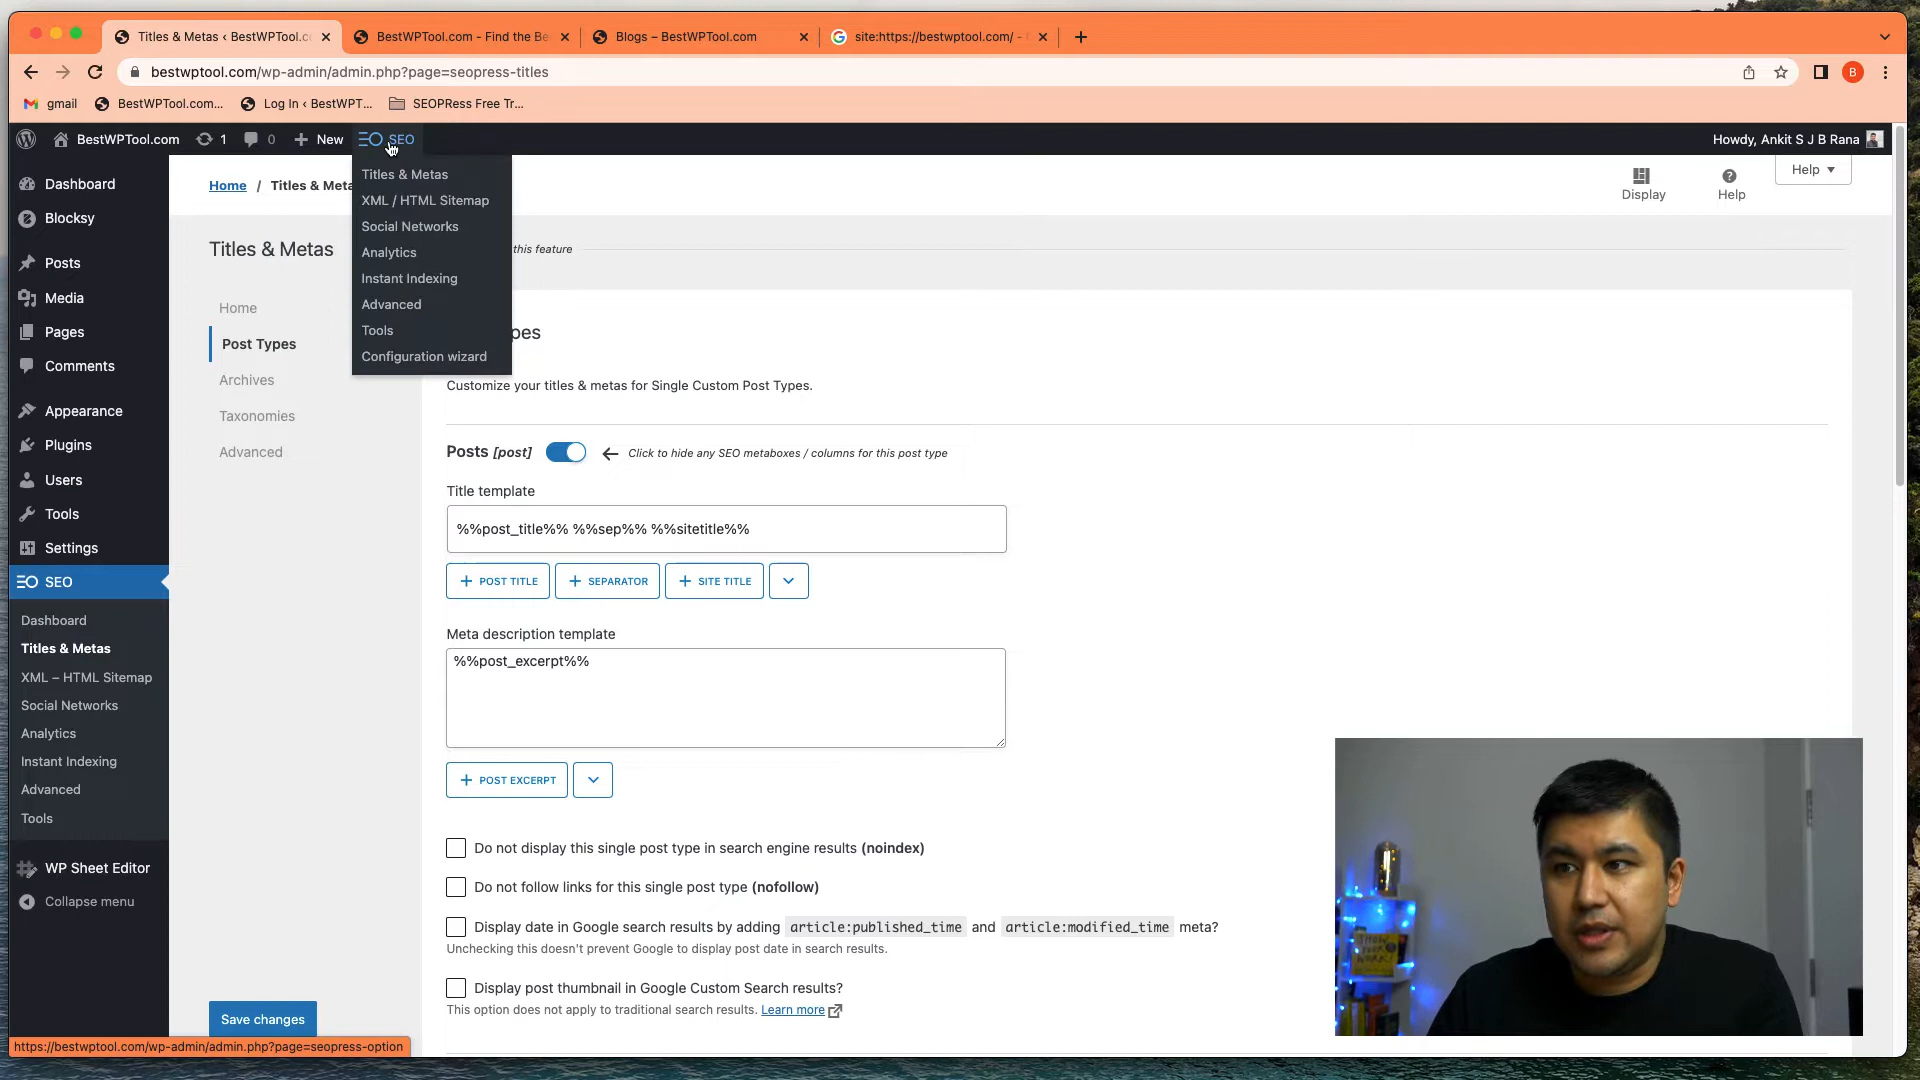 Titles & Metas ‹ BestWPTool.c
BestWPTool.com - Find the Be
Blogs – BestWPTool.com
site:https://bestwptool.com/ -
bestwptool.com/wp-admin/admin.php?page=seopress-titles
B
gmail
BestWPTool.com...
Log In ‹ BestWPT...
SEOPRess Free Tr...
BestWPTool.com
1
0
New
SEO
Howdy, Ankit S J B Rana
Titles & Metas
XML / HTML Sitemap
Social Networks
Analytics
Instant Indexing
Advanced
Tools
Configuration wizard
Dashboard
Blocksy
Posts
Media
Pages
Comments
Appearance
Plugins
Users
Tools
Settings
SEO
Dashboard
Titles & Metas
XML – HTML Sitemap
Social Networks
Analytics
Instant Indexing
Advanced
Tools
WP Sheet Editor
Collapse menu
Home / Titles & Meta
Display
Help
Help
Titles & Metas
this feature
Home
Post Types
Archives
Taxonomies
Advanced
Save changes
ypes
Customize your titles & metas for Single Custom Post Types.
Posts [post]
Click to hide any SEO metaboxes / columns for this post type
Title template
%%post_title%% %%sep%% %%sitetitle%%
POST TITLE
SEPARATOR
SITE TITLE
Meta description template
%%post_excerpt%%
POST EXCERPT
Do not display this single post type in search engine results (noindex)
Do not follow links for this single post type (nofollow)
Display date in Google search results by adding article:published_time and article:modified_time meta?
Unchecking this doesn't prevent Google to display post date in search results.
Display post thumbnail in Google Custom Search results?
This option does not apply to traditional search results. Learn more
https://bestwptool.com/wp-admin/admin.php?page=seopress-option